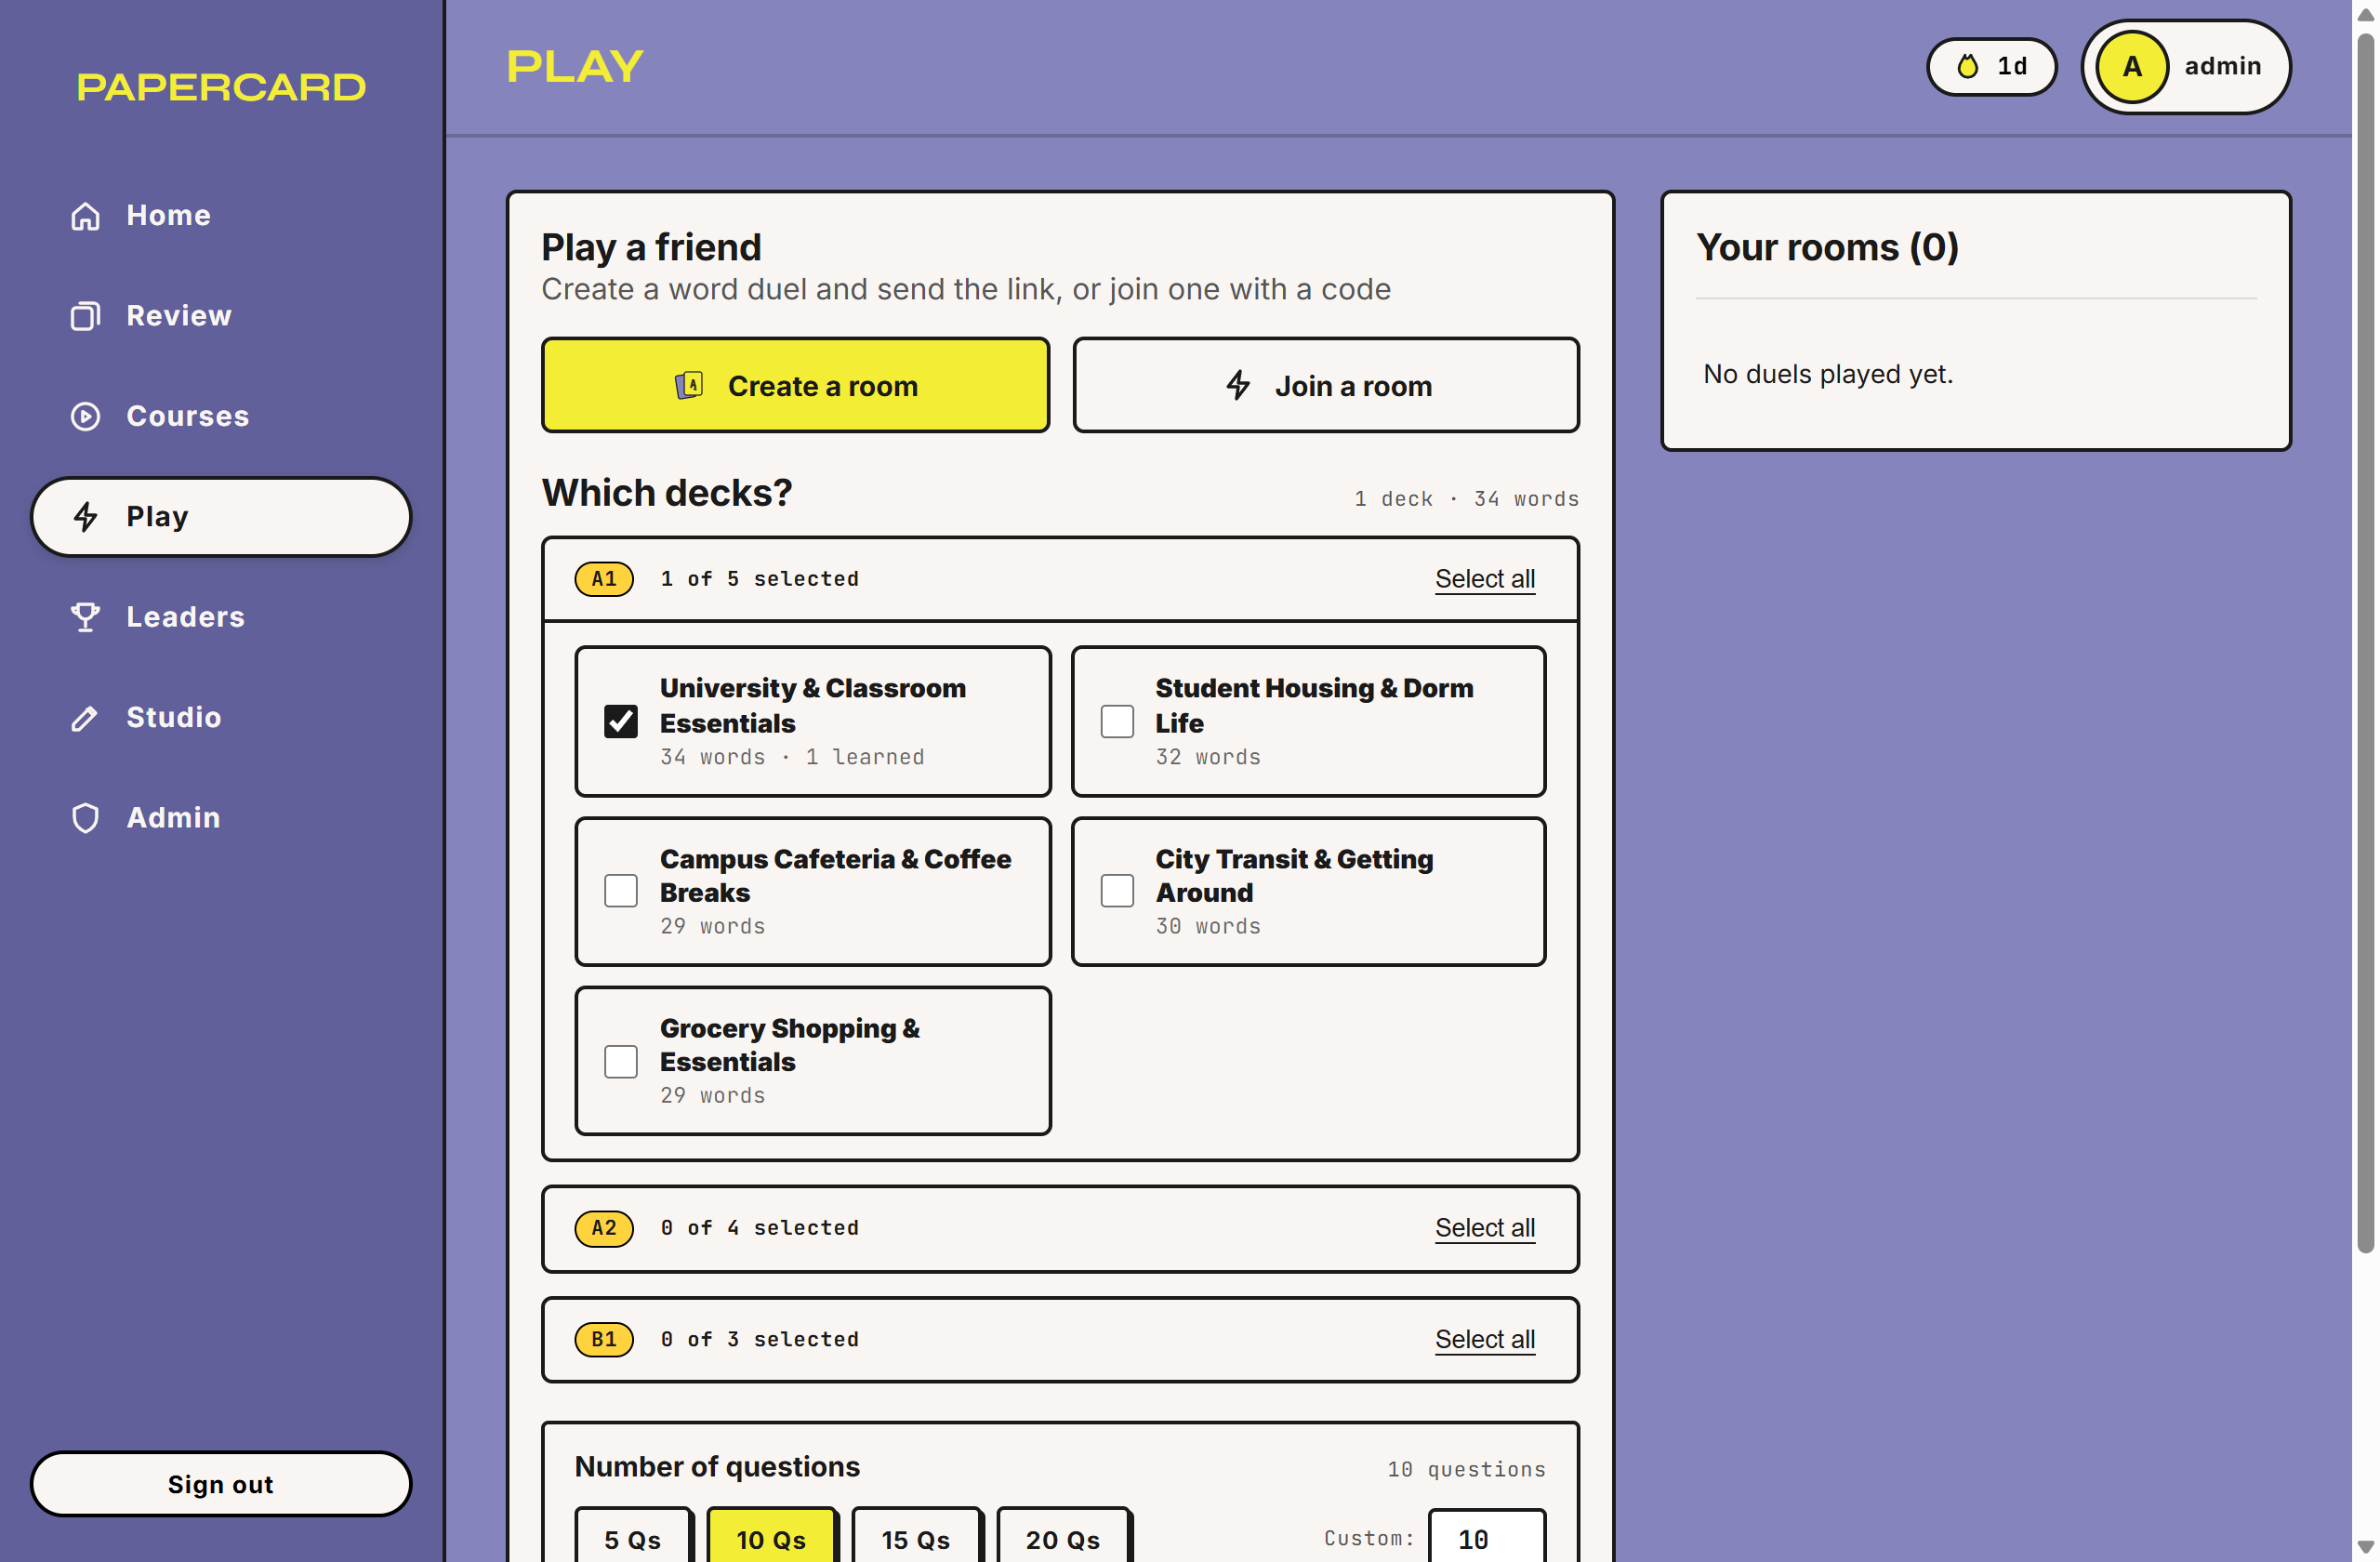 PAPERCARD
Home
Review
Courses
Play
Leaders
Studio
Admin
Sign out
PLAY
1d
A
admin
Play a friend
Create a word duel and send the link, or join one with a code
A
Create a room
Join a room
Which decks?
1 deck · 34 words
A1
1 of 5 selected
Select all
University & Classroom
Essentials
34 words · 1 learned
Student Housing & Dorm
Life
32 words
Campus Cafeteria & Coffee
Breaks
29 words
City Transit & Getting
Around
30 words
Grocery Shopping &
Essentials
29 words
A2
0 of 4 selected
Select all
B1
0 of 3 selected
Select all
Number of questions
10 questions
5 Qs
10 Qs
15 Qs
20 Qs
Custom:
10
Your rooms (0)
No duels played yet.